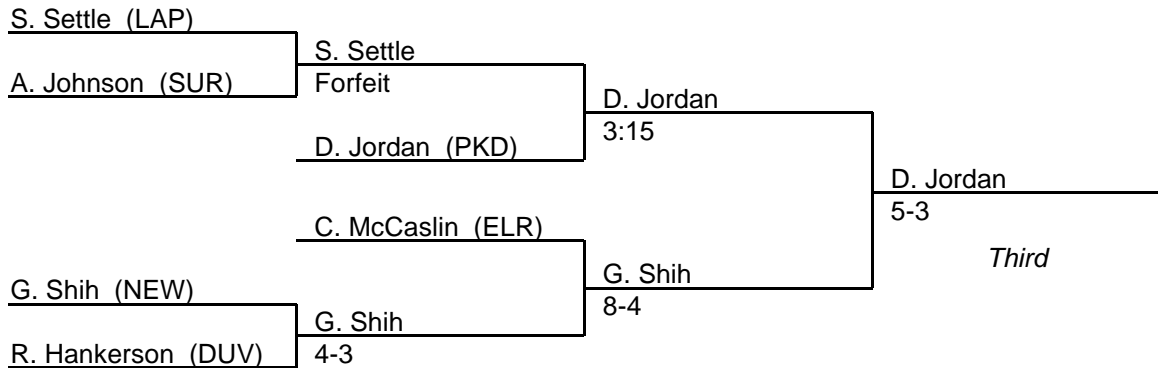 S. Settle (LAP)
A. Johnson (SUR)
S. Settle
Forfeit
D. Jordan (PKD)
D. Jordan
3:15
C. McCaslin (ELR)
G. Shih (NEW)
R. Hankerson (DUV)
G. Shih
4-3
G. Shih
8-4
D. Jordan
5-3
Third